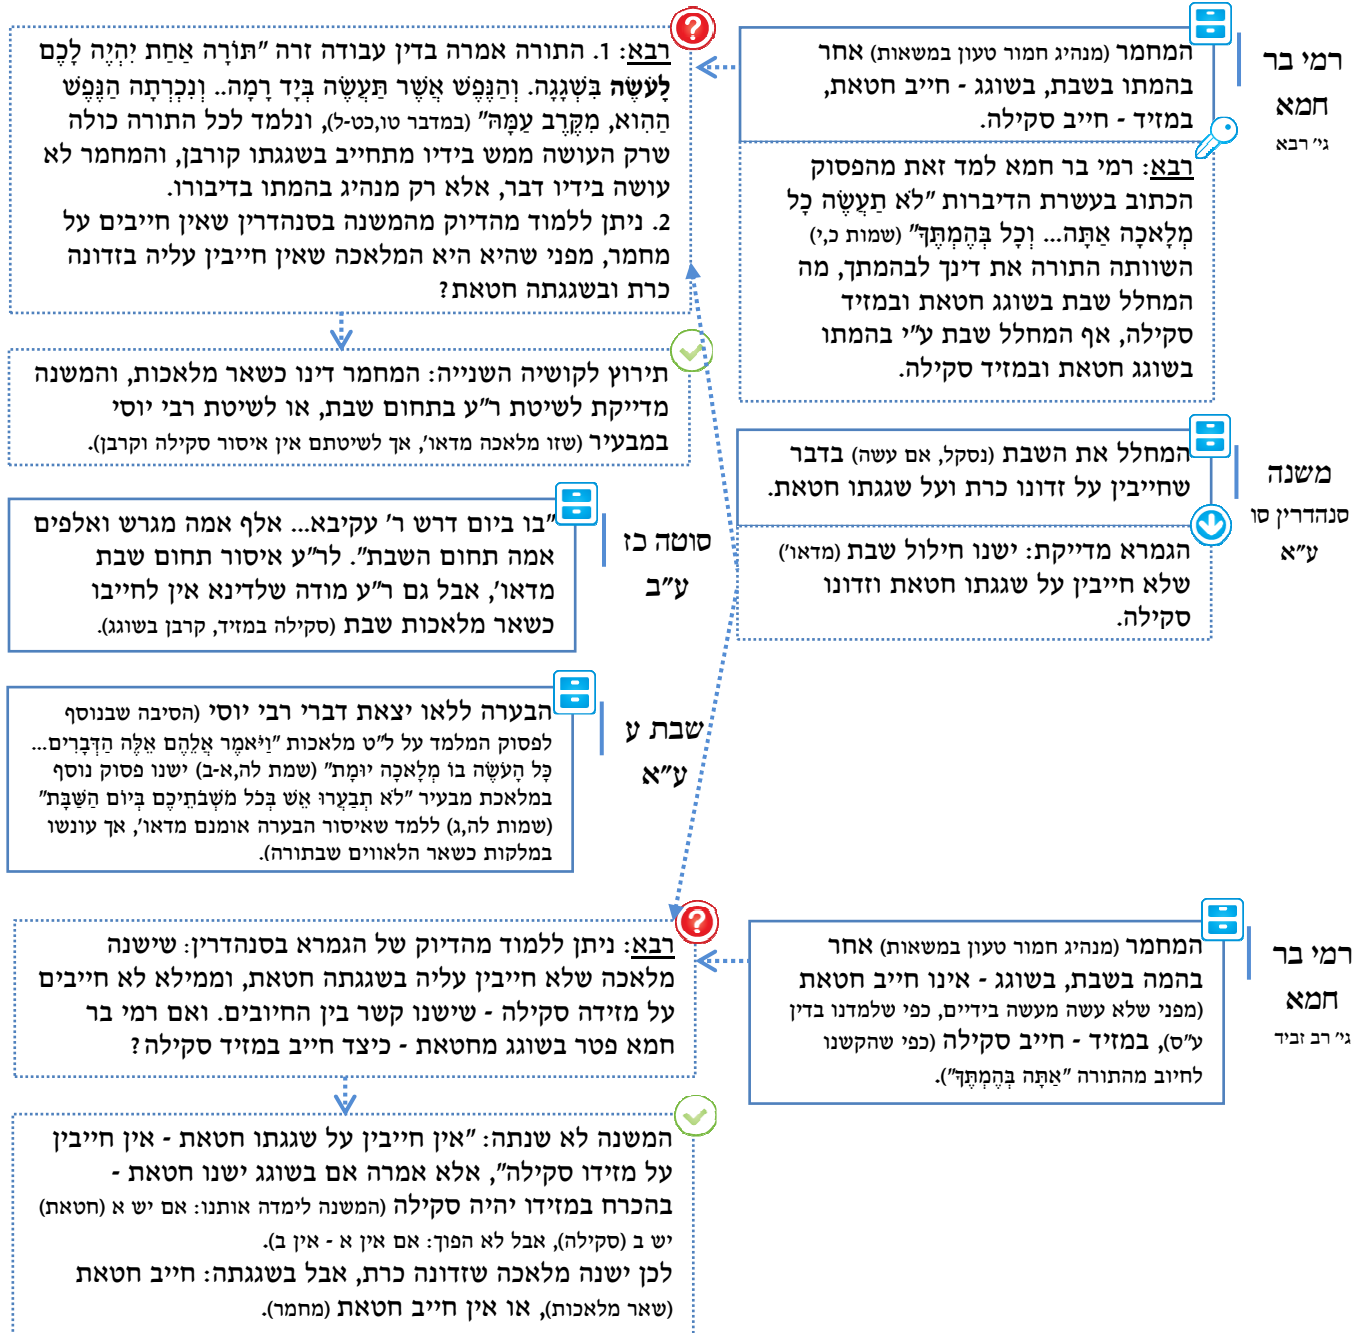 רמי בר
חמא
גי׳ רבא
המחמר (מנהיג חמור טעון במשאות) אחר
בהמתו בשבת, בשוגג - חייב חטאת,
במזיד - חייב סקילה.
רבא: רמי בר חמא למד זאת מהפסוק
הכתוב בעשרת הדיברות "לֹא תַעֲשֶׂה כָל
מְלָאכָה אַתָּה... וְכָל בְּהֶמְתֶּךָ" (שמות כ,י)
השוותה התורה את דינך לבהמתך, מה
המחלל שבת בשוגג חטאת ובמזיד
סקילה, אף המחלל שבת ע"י בהמתו
בשוגג חטאת ובמזיד סקילה.
רבא: 1. התורה אמרה בדין עבודה זרה "תּוֹרָה אַחַת יִהְיֶה לָכֶם
לָעֹשֶׂה בִּשְׁגָגָה. וְהַנֶּפֶשׁ אֲשֶׁר תַּעֲשֶׂה בְּיָד רָמָה.. וְנִכְרְתָה הַנֶּפֶשׁ
הַהִוא, מִקֶּרֶב עַמָּהּ" (במדבר טו,כט-ל), ונלמד לכל התורה כולה
שרק העושה ממש בידיו מתחייב בשגגתו קורבן, והמחמר לא
עושה בידיו דבר, אלא רק מנהיג בהמתו בדיבורו.
2. ניתן ללמוד מהדיוק מהמשנה בסנהדרין שאין חייבים על
מחמר, מפני שהיא היא המלאכה שאין חייבין עליה בזדונה
כרת ובשגגתה חטאת?
תירוץ לקושיה השנייה: המחמר דינו כשאר מלאכות, והמשנה
מדייקת לשיטת ר"ע בתחום שבת, או לשיטת רבי יוסי
במבעיר (שזו מלאכה מדאו', אך לשיטתם אין איסור סקילה וקרבן).
משנה
סנהדרין סו
ע"א
המחלל את השבת (נסקל, אם עשה) בדבר
שחייבין על זדונו כרת ועל שגגתו חטאת.
הגמרא מדייקת: ישנו חילול שבת (מדאו')
שלא חייבין על שגגתו חטאת וזדונו
סקילה.
סוטה כז
ע"ב
"בו ביום דרש ר' עקיבא... אלף אמה מגרש ואלפים
אמה תחום השבת". לר"ע איסור תחום שבת
מדאו', אבל גם ר"ע מודה שלדינא אין לחייבו
כשאר מלאכות שבת (סקילה במזיד, קרבן בשוגג).
שבת ע
ע"א
הבערה ללאו יצאת דברי רבי יוסי (הסיבה שבנוסף
לפסוק המלמד על ל"ט מלאכות "וַיֹּאמֶר אֲלֵהֶם אֵלֶּה הַדְּבָרִים...
כָּל הָעֹשֶׂה בוֹ מְלָאכָה יוּמָת" (שמת לה,א-ב) ישנו פסוק נוסף
במלאכת מבעיר "לֹא תְבַעֲרוּ אֵשׁ בְּכֹל מֹשְׁבֹתֵיכֶם בְּיוֹם הַשַּׁבָּת"
(שמות לה,ג) ללמד שאיסור הבערה אומנם מדאו', אך עונשו
במלקות כשאר הלאווים שבתורה).
רמי בר
חמא
גי׳ רב זביד
המחמר (מנהיג חמור טעון במשאות) אחר
בהמה בשבת, בשוגג - אינו חייב חטאת
(מפני שלא עשה מעשה בידיים, כפי שלמדנו בדין
ע"ס), במזיד - חייב סקילה (כפי שהקשנו
לחיוב מהתורה "אַתָּה בְּהֶמְתֶּךָ").
רבא: ניתן ללמוד מהדיוק של הגמרא בסנהדרין: שישנה
מלאכה שלא חייבין עליה בשגגתה חטאת, וממילא לא חייבים
על מזידה סקילה - שישנו קשר בין החיובים. ואם רמי בר
חמא פטר בשוגג מחטאת - כיצד חייב במזיד סקילה?
המשנה לא שנתה: "אין חייבין על שגגתו חטאת - אין חייבין
על מזידו סקילה", אלא אמרה אם בשוגג ישנו חטאת -
בהכרח במזידו יהיה סקילה (המשנה לימדה אותנו: אם יש א (חטאת)
יש ב (סקילה), אבל לא הפוך: אם אין א - אין ב).
לכן ישנה מלאכה שזדונה כרת, אבל בשגגתה: חייב חטאת
(שאר מלאכות), או אין חייב חטאת (מחמר).